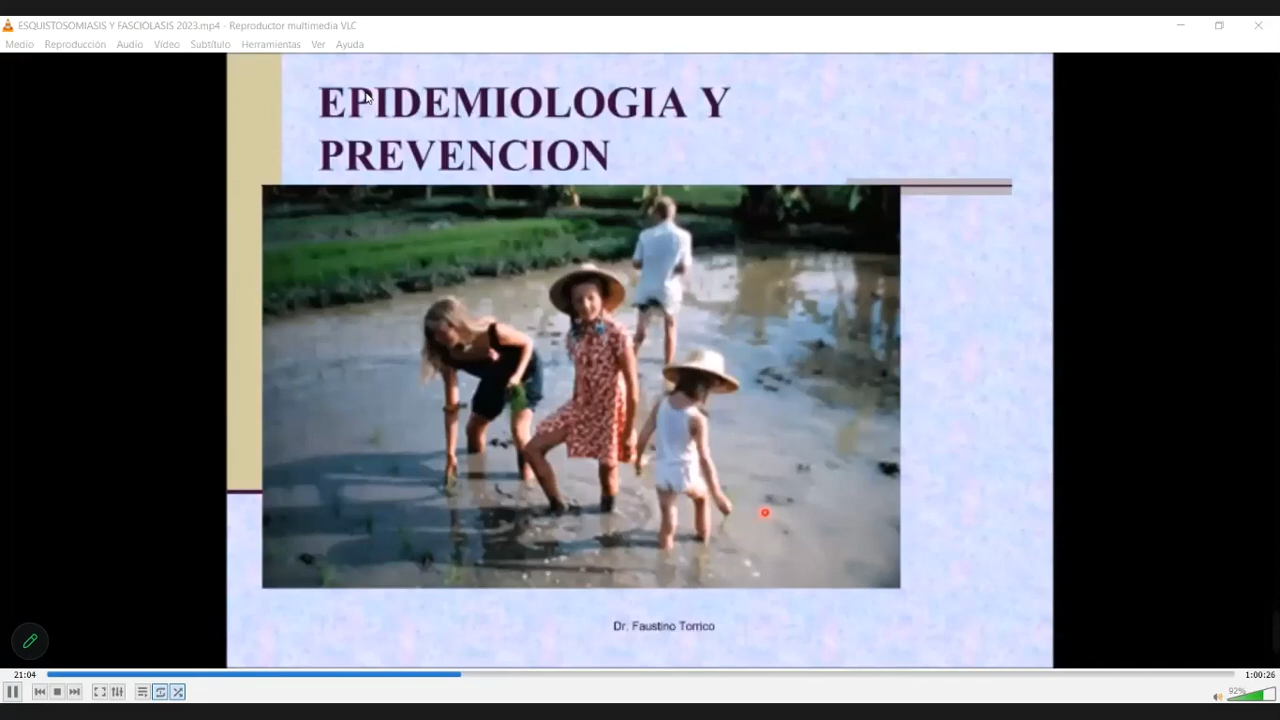 ESQUISTOSOMIASIS Y FASCIOLASIS 2023.mp4 - Reproductor multimedia VLC
Medio Reproducción Audio Vídeo Subtítulo Herramientas Ver Ayuda
EPIDEMIOLOGIA Y
PREVENCION
Dr. Faustino Torrico
21:04 1:00:26
92%